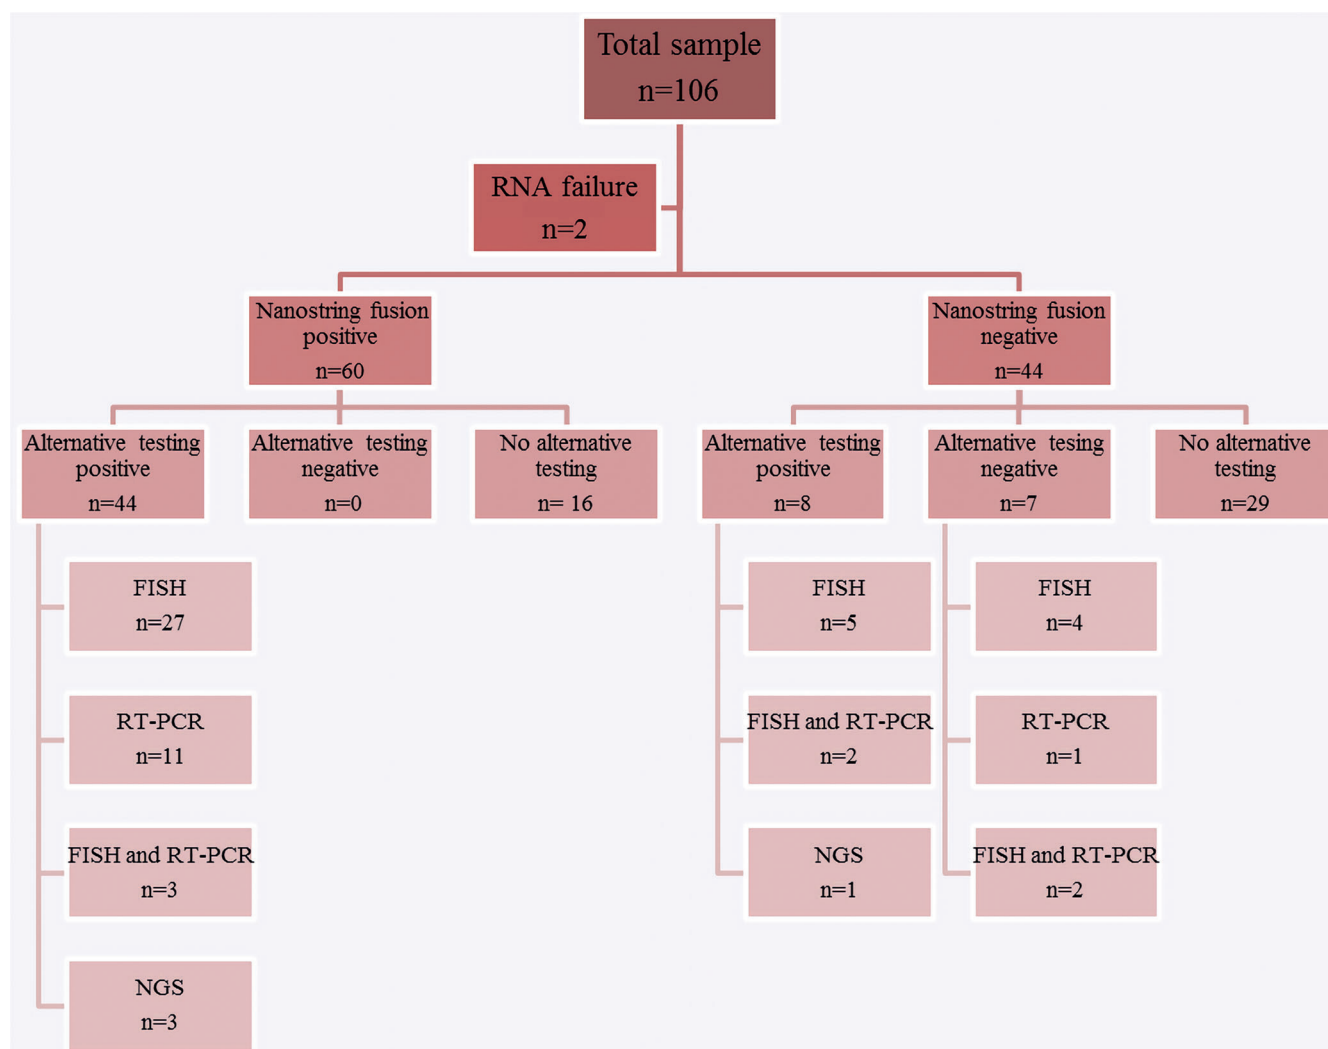 Total sample
n=106
RNA failure
n=2
Nanostring fusion
positive
n=60
Nanostring fusion
negative
n=44
Alternative testing
positive
n=44
Alternative testing
negative
n=0
No alternative
testing
n= 16
Alternative testing
positive
n=8
Alternative tesing
negative
n=7
No alternative
testing
n=29
FISH
n=27
RT-PCR
n=11
FISH and RT-PCR
n=3
NGS
n=3
FISH
n=5
FISH and RT-PCR
n=2
NGS
n=1
FISH
n=4
RT-PCR
n=1
FISH and RT-PCR
n=2